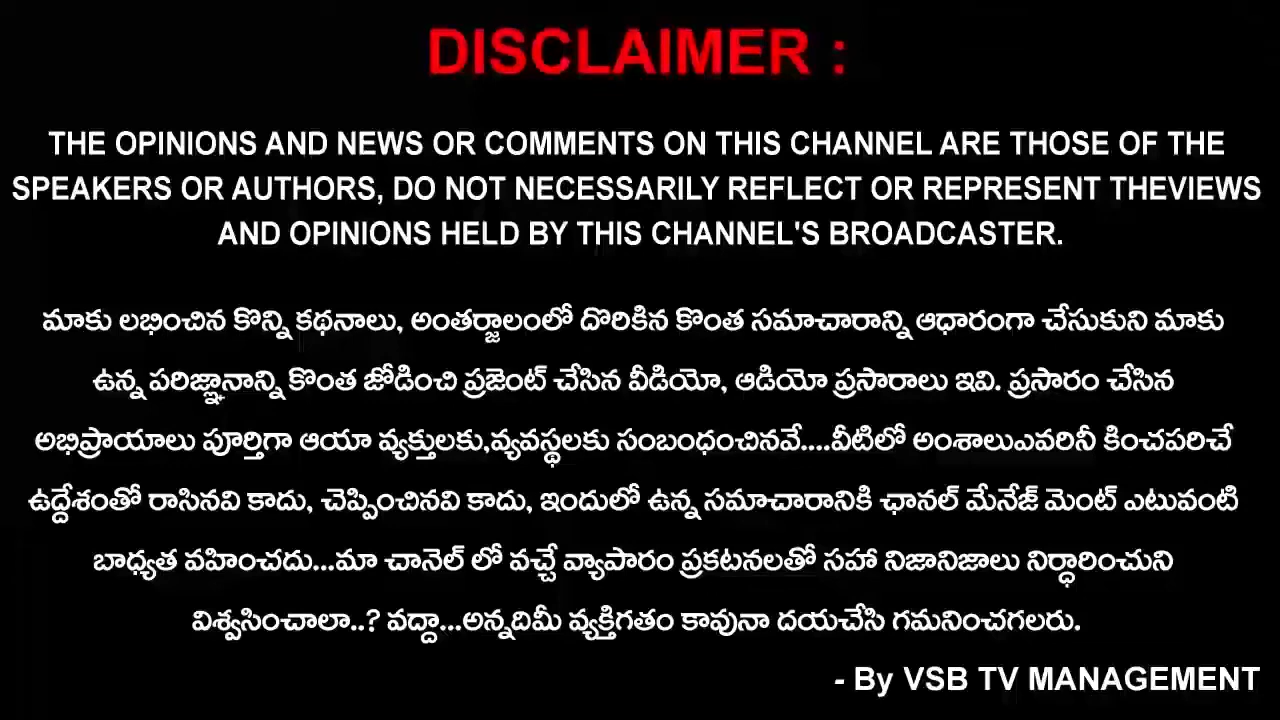 DISCLAIMER :
THE OPINIONS AND NEWS OR COMMENTS ON THIS CHANNEL ARE THOSE OF THE
SPEAKERS OR AUTHORS, DO NOT NECESSARILY REFLECT OR REPRESENT THEVIEWS
AND OPINIONS HELD BY THIS CHANNEL'S BROADCASTER.
మాకు లభించిన కొన్ని కథనాలు, అంతర్జాలంలో దొరికిన కొంత సమాచారాన్ని ఆధారంగా చేసుకుని మాకు
ఉన్న పరిజ్ఞానాన్ని కొంత జోడించి ప్రజెంట్ చేసిన వీడియో, ఆడియో ప్రసారాలు ఇవి. ప్రసారం చేసిన
అభిప్రాయాలు పూర్తిగా ఆయా వ్యక్తులకు,వ్యవస్థలకు సంబంధించినవే....వీటిలో అంశాలుఎవరినీ కించపరిచే
ఉద్దేశంతో రాసినవి కాదు, చెప్పించినవి కాదు, ఇందులో ఉన్న సమాచారానికి ఛానల్ మేనేజ్ మెంట్ ఎటువంటి
బాధ్యత వహించదు...మా చానెల్ లో వచ్చే వ్యాపారం ప్రకటనలతో సహా నిజానిజాలు నిర్ధారించుని
విశ్వసించాలా..? వద్దా...అన్నదిమీ వ్యక్తిగతం కావునా దయచేసి గమనించగలరు.
- By VSB TV MANAGEMENT